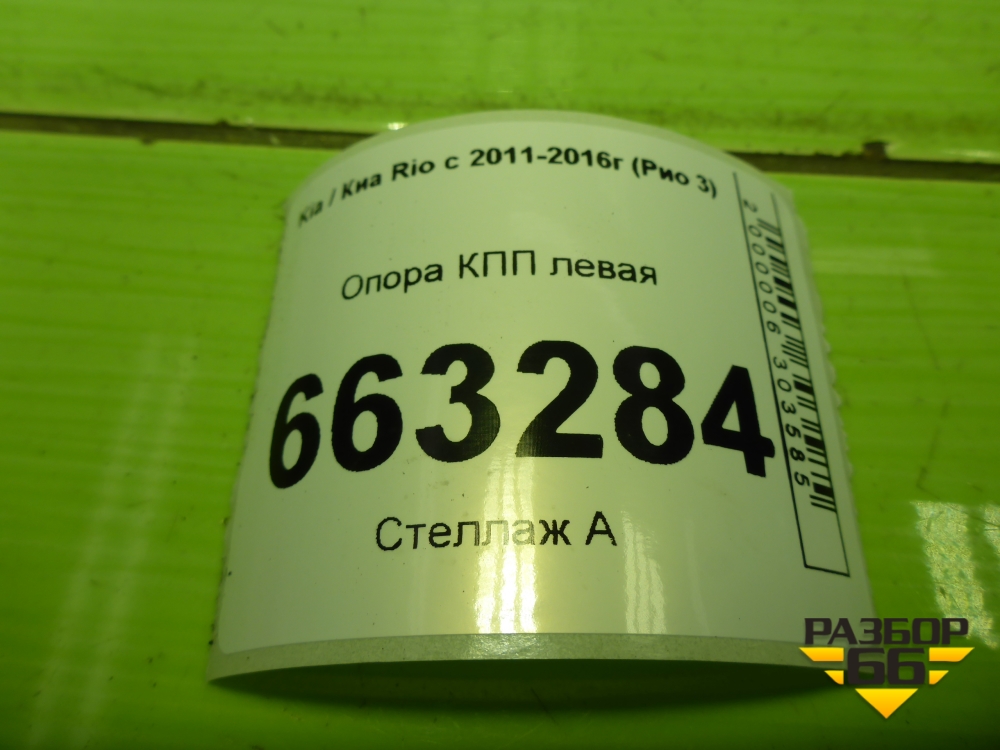 Kia / Киа Rio с 2011-2016г (Рио 3)
Опора КПП левая
663284
Стеллаж А
2000006303585
РАЗБОР
66